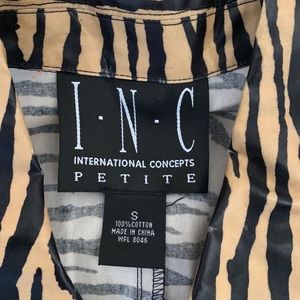 I·N·C
INTERNATIONAL CONCEPTS
PETITE
S
100% COTTON
MADE IN CHINA
WPL 8046